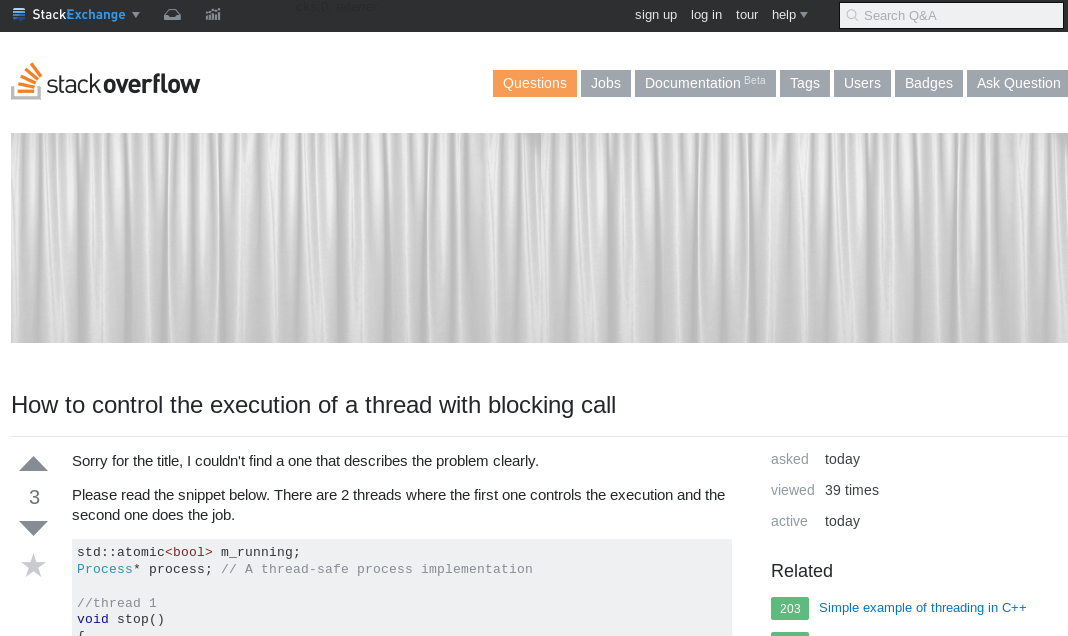 StackExchange
sign up log in tour help
Search Q&A
stackoverflow
Questions Jobs Documentation Beta Tags Users Badges Ask Question
How to control the execution of a thread with blocking call
Sorry for the title, I couldn't find a one that describes the problem clearly.
3
Please read the snippet below. There are 2 threads where the first one controls the execution and the
second one does the job.
std::atomic<bool> m_running;
Process* process; // A thread-safe process implementation
//thread 1
void stop()
{
asked today
viewed 39 times
active today
Related
203 Simple example of threading in C++